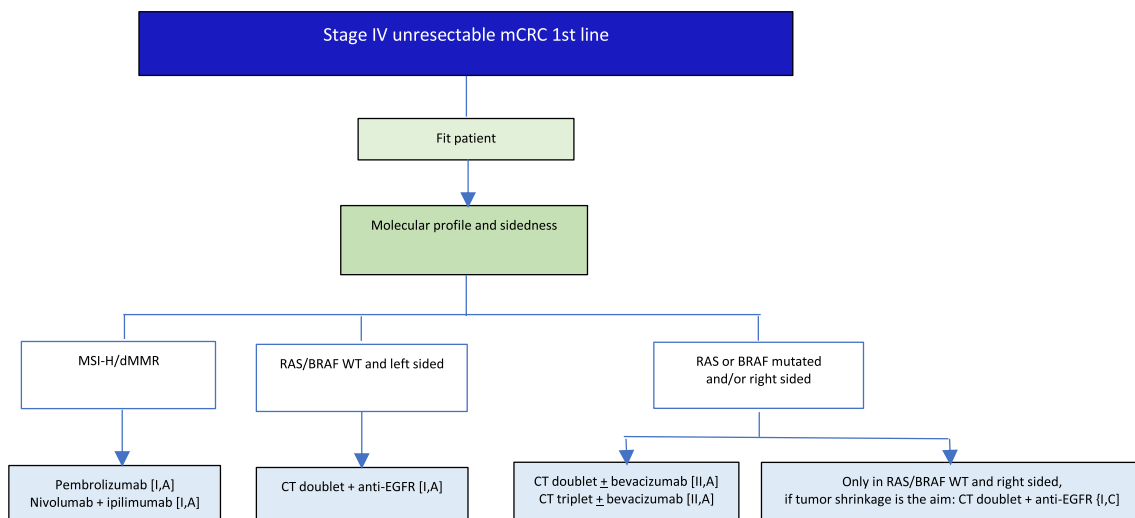 Stage IV unresectable mCRC 1st line
Fit patient
Molecular profile and sidedness
MSI-H/dMMR
RAS/BRAF WT and left sided
RAS or BRAF mutated
and/or right sided
Pembrolizumab [I,A]
Nivolumab + ipilimumab [I,A]
CT doublet + anti-EGFR [I,A]
CT doublet ± bevacizumab [II,A]
CT triplet ± bevacizumab [II,A]
Only in RAS/BRAF WT and right sided,
if tumor shrinkage is the aim: CT doublet + anti-EGFR {I,C]